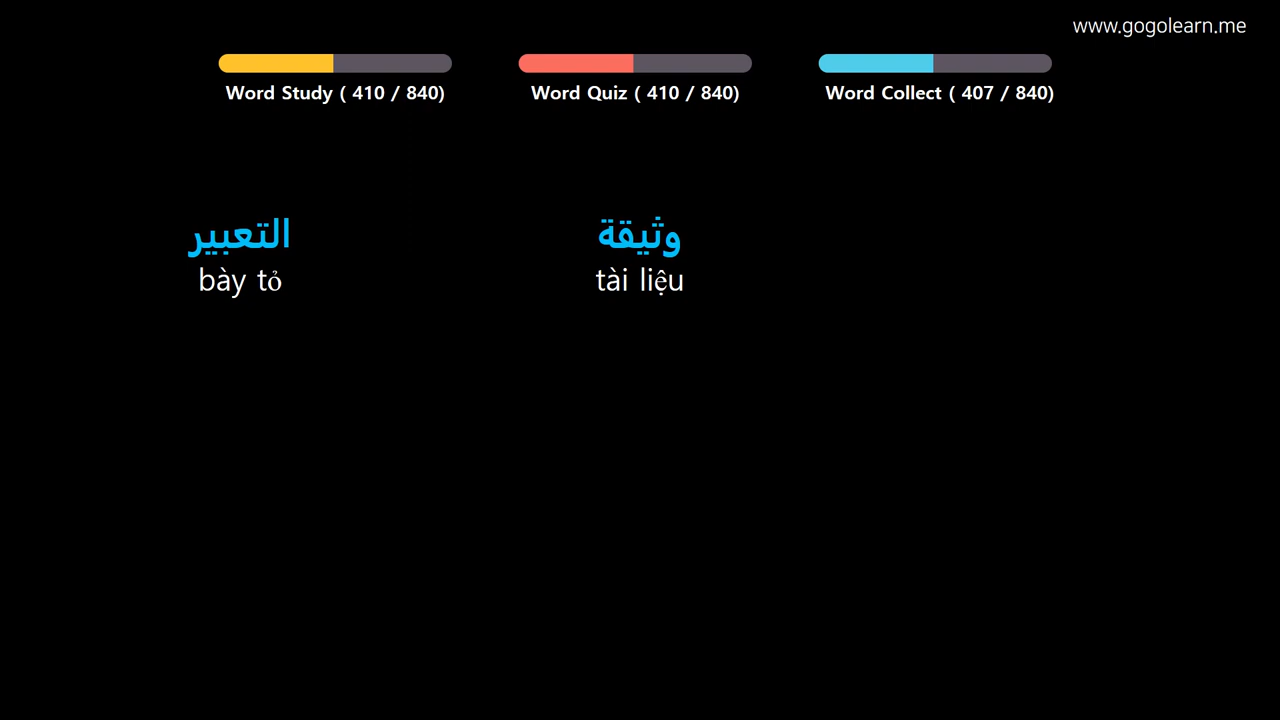 www.gogolearn.me
Word Study ( 410 / 840)
Word Quiz ( 410 / 840)
Word Collect ( 407 / 840)
التعبير
bày tỏ
وثيقة
tài liệu